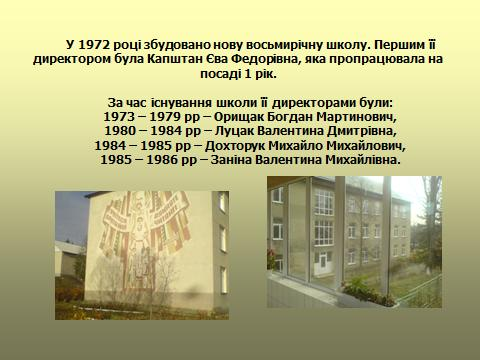 У 1972 році збудовано нову восьмирічну школу. Першим її
директором була Капштан Єва Федорівна, яка пропрацювала на
посаді 1 рік.
За час існування школи її директорами були:
1973 – 1979 рр – Орищак Богдан Мартинович,
1980 – 1984 рр – Луцак Валентина Дмитрівна,
1984 – 1985 рр – Дохторук Михайло Михайлович,
1985 – 1986 рр – Заніна Валентина Михайлівна.